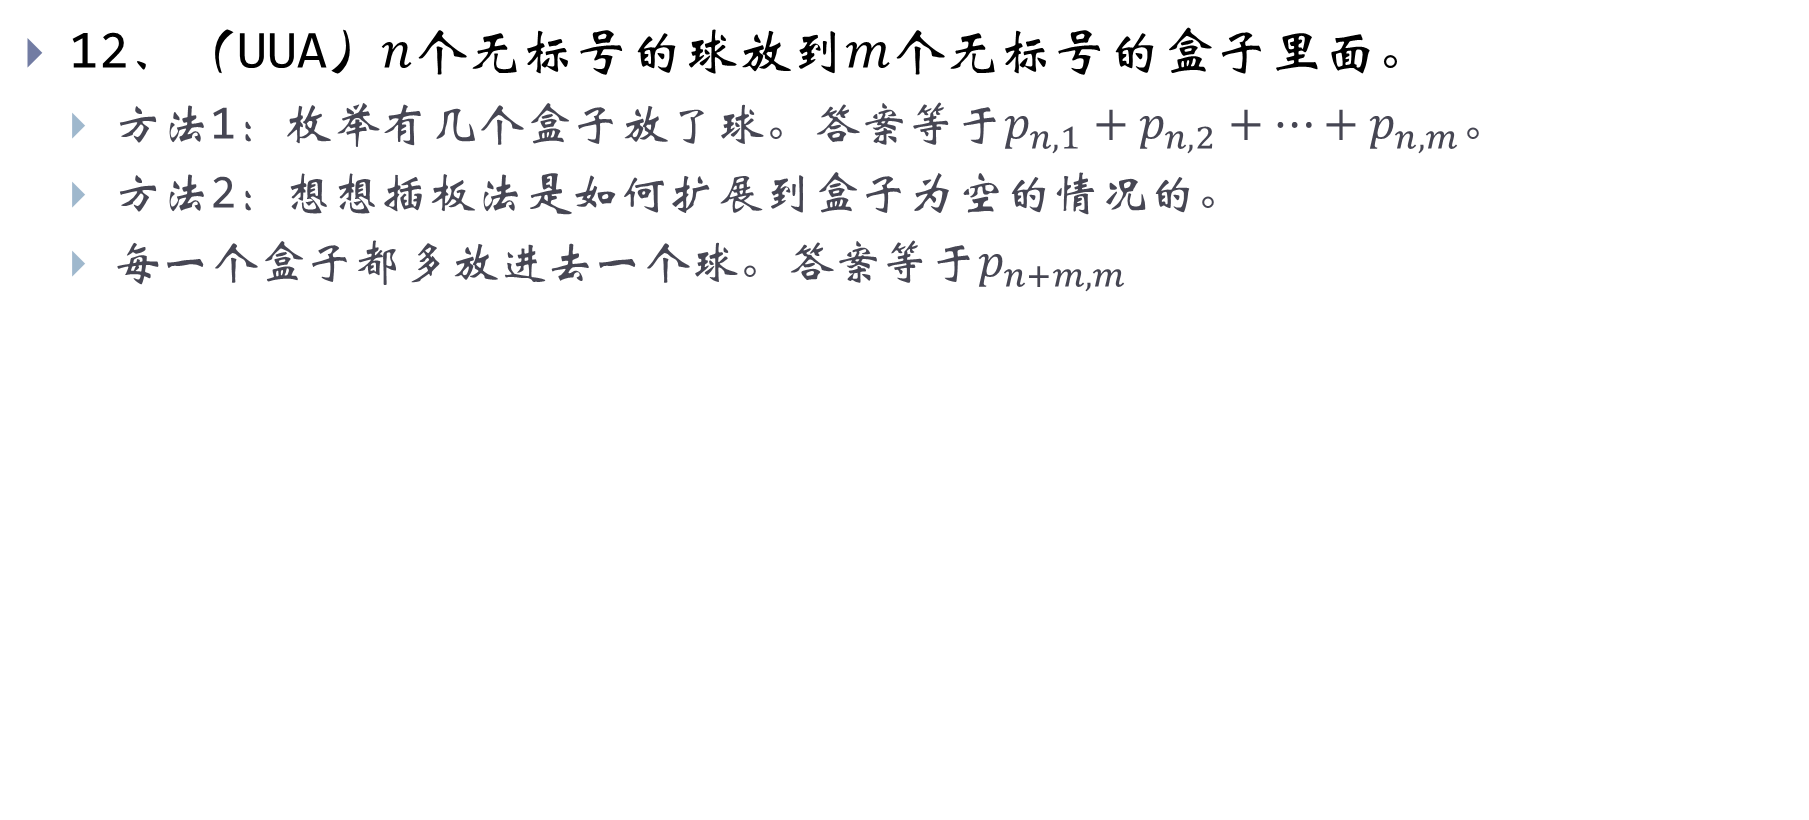 12、（UUA）n个无标号的球放到m个无标号的盒子里面。
方法1：枚举有几个盒子放了球。答案等于pₙ,₁ + pₙ,₂ + ⋯ + pₙ,ₘ。
方法2：想想插板法是如何扩展到盒子为空的情况的。
每一个盒子都多放进去一个球。答案等于pₙ₊ₘ,ₘ